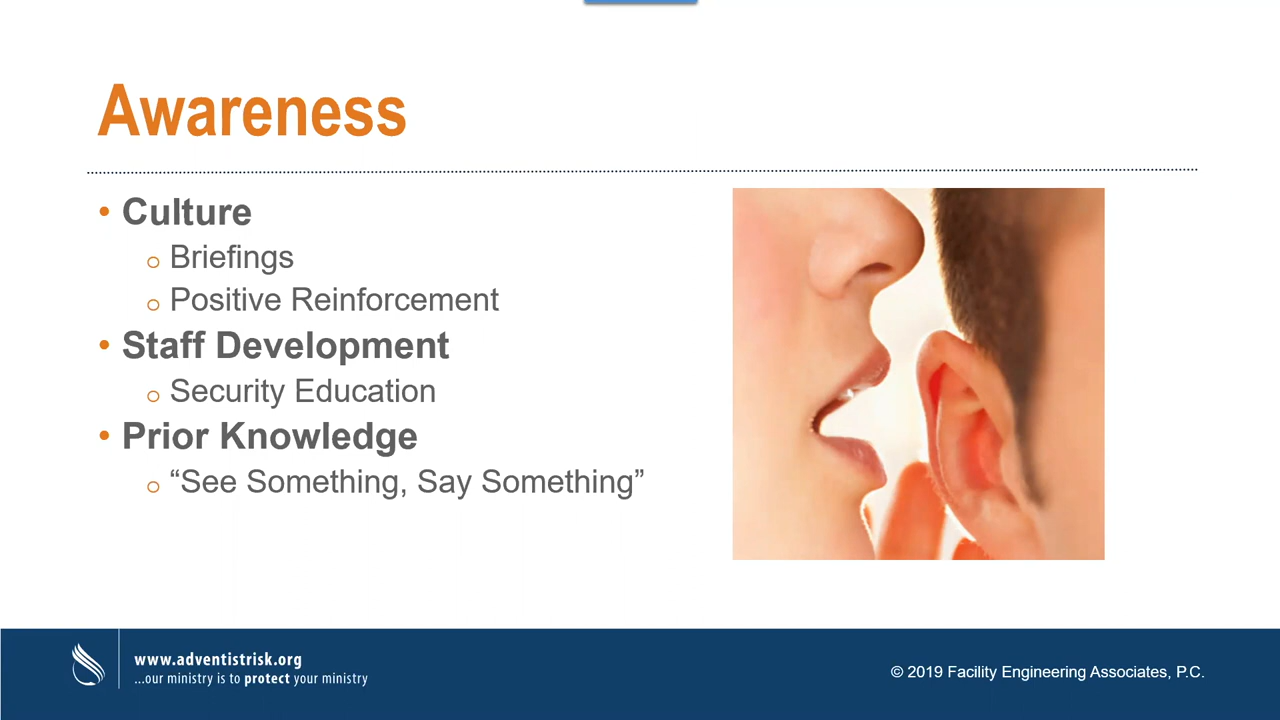 Awareness
• Culture
o Briefings
o Positive Reinforcement
• Staff Development
o Security Education
• Prior Knowledge
o “See Something, Say Something”
www.adventistrisk.org
...our ministry is to protect your ministry
© 2019 Facility Engineering Associates, P.C.